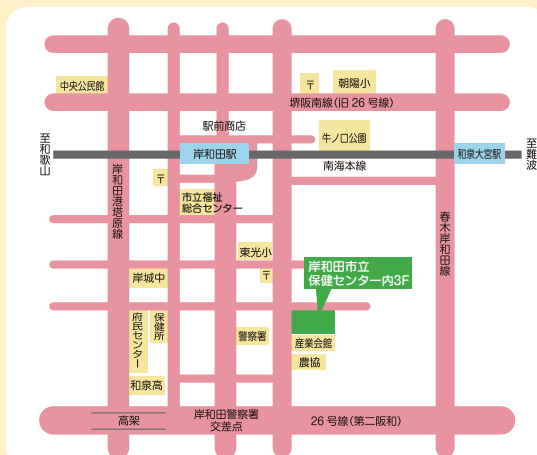 中央公民館
〒
朝陽小
堺阪南線(旧26号線)
駅前商店
牛ノ口公園
至和歌山
岸和田駅
南海本線
和泉大宮駅
至難波
岸和田港塔原線
〒
市立福祉
総合センター
春木岸和田線
東光小
〒
岸城中
岸和田市立
保健センター内3F
府民センター
保健所
警察署
産業会館
農協
和泉高
高架
岸和田警察署
交差点
26号線(第二阪和)